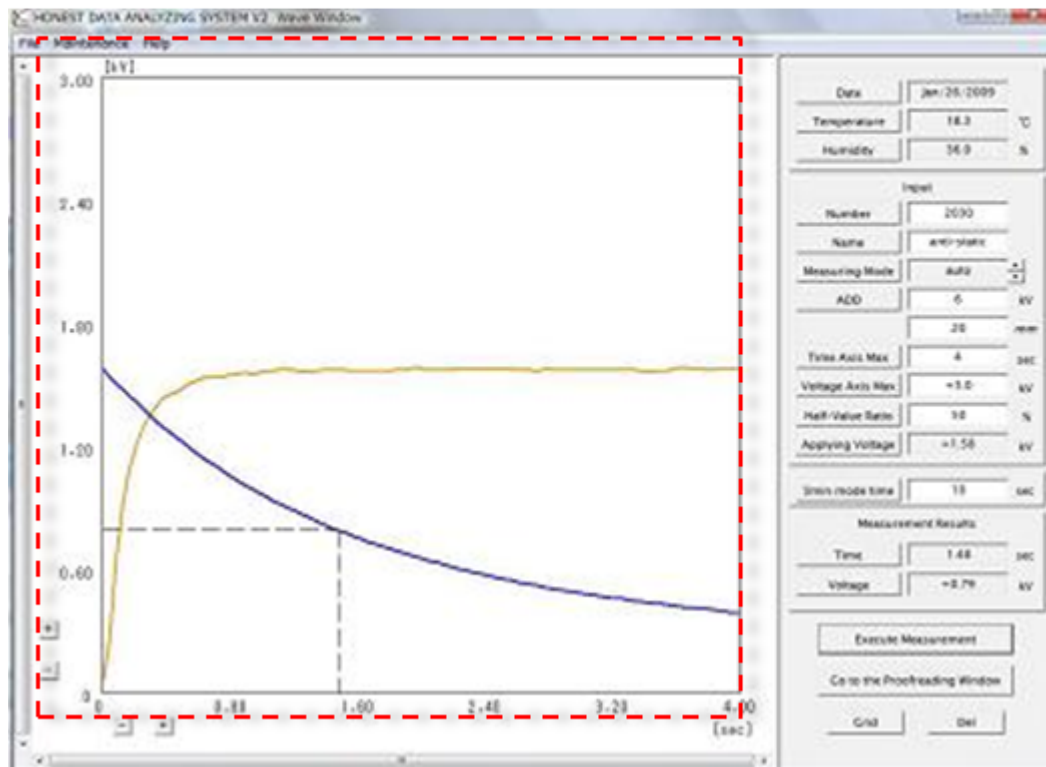 HONEST DATA ANALYZING SYSTEM V2 Wave Window
File Maintenance Help
[kV]
3.00
2.40
1.80
1.20
0.60
0
0 0.80 1.60 2.40 3.20 4.00
[sec]
Data Jan/26/2009
Temperature 18.3 ℃
Humidity 36.0 %
Input
Number 2030
Name anti-static
Measuring Mode auto
ADD 6 kV
20 mm
Time Axis Max 4 sec
Voltage Axis Max +3.0 kV
Half-Value Ratio 50 %
Applying Voltage +1.58 kV
mode time 10 sec
Measurement Results
Time 1.48 sec
Voltage +0.79 kV
Execute Measurement
Go to the Proofreading Window
Grid Del